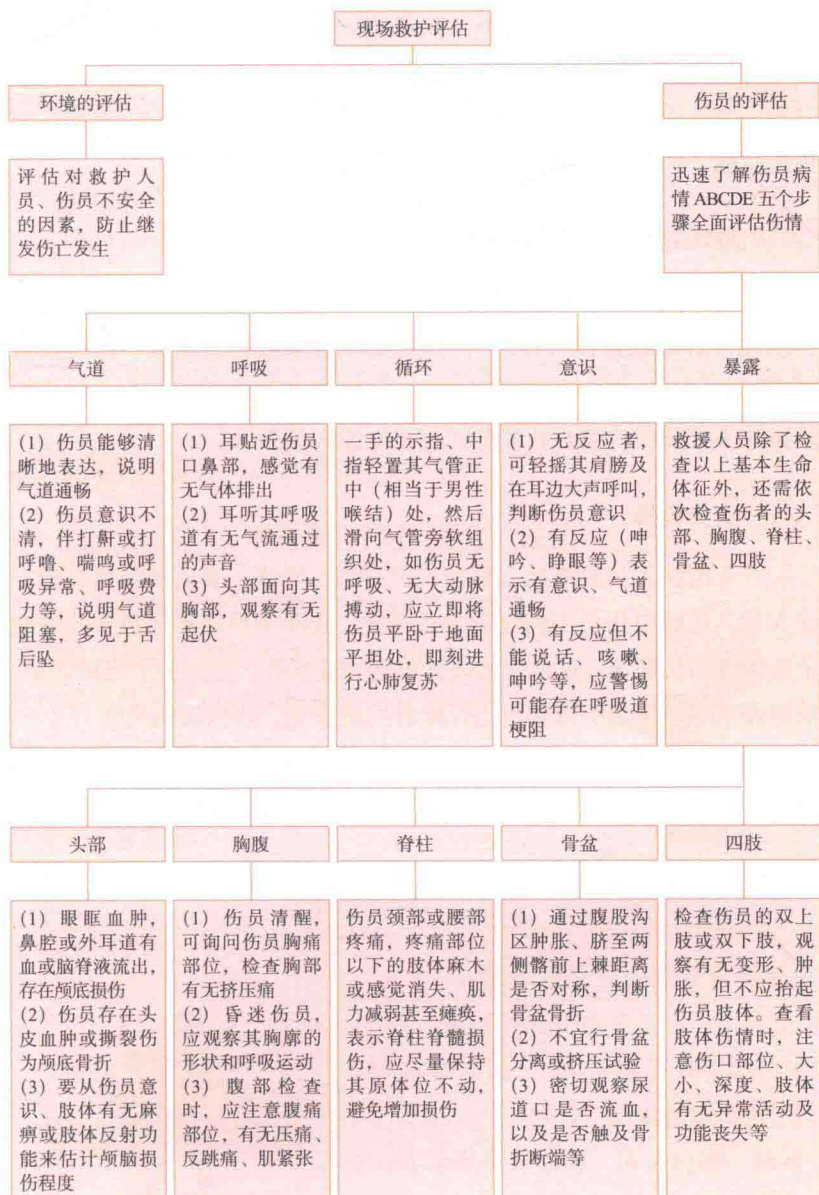 现场救护评估
环境的评估
伤员的评估
评估对救护人
员、伤员不安全
的因素，防止继
发伤亡发生
迅速了解伤员病
情 ABCDE 五个步
骤全面评估伤情
气道
呼吸
循环
意识
暴露
(1) 伤员能够清
晰地表达，说明
气道通畅
(2) 伤员意识不
清，伴打鼾或打
呼噜、喘鸣或呼
吸异常、呼吸费
力等，说明气道
阻塞，多见于舌
后坠
(1) 耳贴近伤员
口鼻部，感觉有
无气体排出
(2) 耳听其呼吸
道有无气流通过
的声音
(3) 头部面向其
胸部，观察有无
起伏
一手的示指、中
指轻置其气管正
中（相当于男性
喉结）处，然后
滑向气管旁软组
织处，如伤员无
呼吸、无大动脉
搏动，应立即将
伤员平卧于地面
平坦处，即刻进
行心肺复苏
(1) 无反应者，
可轻摇其肩膀及
在耳边大声呼叫，
判断伤员意识
(2) 有反应（呻
吟、睁眼等）表
示有意识、气道
通畅
(3) 有反应但不
能说话、咳嗽、
呻吟等，应警惕
可能存在呼吸道
梗阻
救援人员除了检
查以上基本生命
体征外，还需依
次检查伤者的头
部、胸腹、脊柱、
骨盆、四肢
头部
胸腹
脊柱
骨盆
四肢
(1) 眼眶血肿，
鼻腔或外耳道有
血或脑脊液流出，
存在颅底损伤
(2) 伤员存在头
皮血肿或撕裂伤
为颅底骨折
(3) 要从伤员意
识、肢体有无麻
痹或肢体反射功
能来估计颅脑损
伤程度
(1) 伤员清醒，
可询问伤员胸痛
部位，检查胸部
有无挤压痛
(2) 昏迷伤员，
应观察其胸廓的
形状和呼吸运动
(3) 腹部检查
时，应注意腹痛
部位，有无压痛、
反跳痛、肌紧张
伤员颈部或腰部
疼痛，疼痛部位
以下的肢体麻木
或感觉消失、肌
力减弱甚至瘫痪，
表示脊柱脊髓损
伤，应尽量保持
其原体位不动，
避免增加损伤
(1) 通过腹股沟
区肿胀、脐至两
侧髂前上棘距离
是否对称，判断
骨盆骨折
(2) 不宜行骨盆
分离或挤压试验
(3) 密切观察尿
道口是否流血，
以及是否触及骨
折断端等
检查伤员的双上
肢或双下肢，观
察有无变形、肿
胀，但不应抬起
伤员肢体。查看
肢体伤情时，注
意伤口部位、大
小、深度、肢体
有无异常活动及
功能丧失等